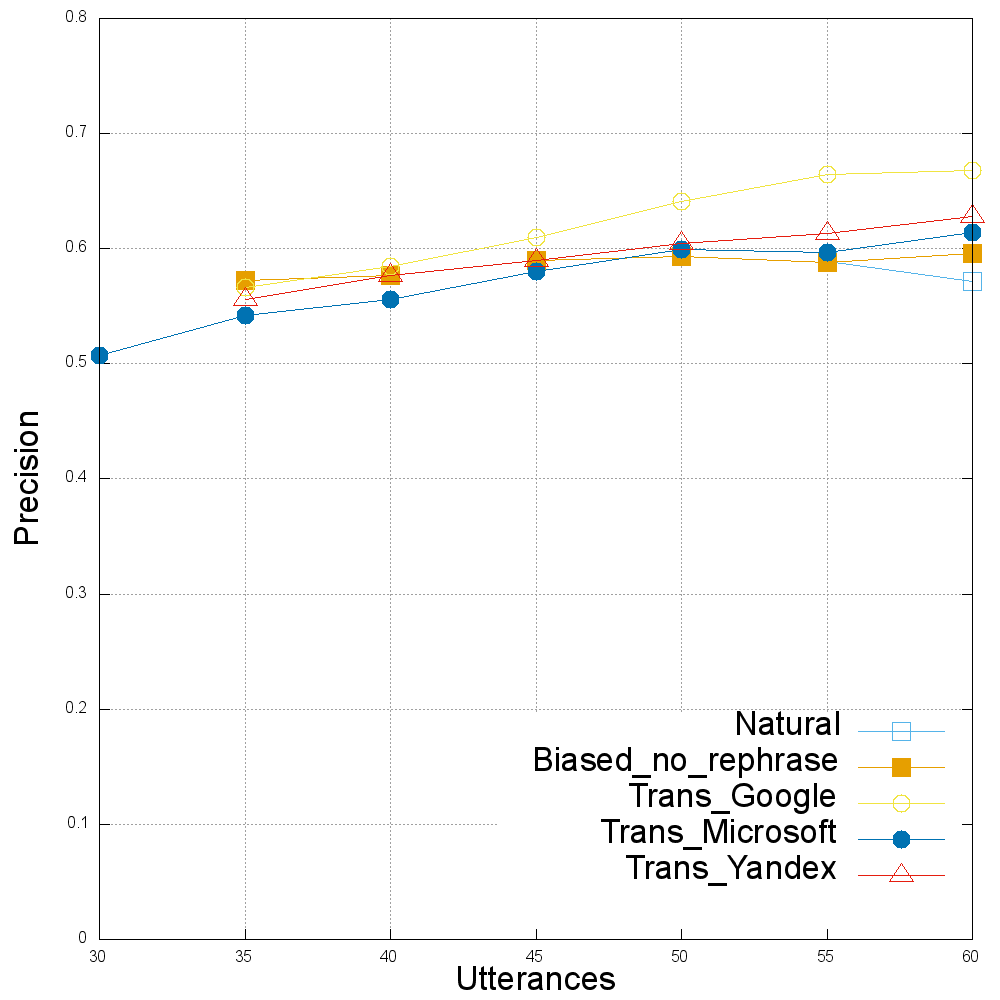 0.8
0.7
0.6
0.5
0.4
0.3
0.2
0.1
0
Precision
Natural
Biased_no_rephrase
Trans_Google
Trans_Microsoft
Trans_Yandex
30 35 40 45 50 55 60
Utterances